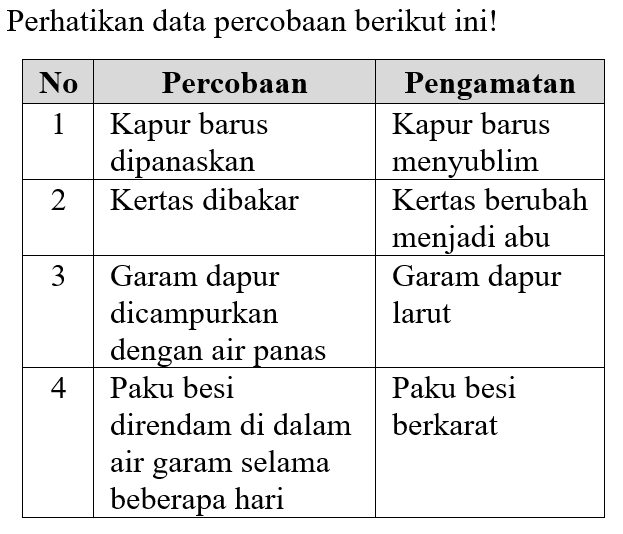 Perhatikan data percobaan berikut ini!
No Percobaan Pengamatan
1 Kapur barus Kapur barus
dipanaskan menyublim
2 Kertas dibakar Kertas berubah
menjadi abu
3 Garam dapur Garam dapur
dicampurkan larut
dengan air panas
4 Paku besi Paku besi
direndam di dalam berkarat
air garam selama
beberapa hari